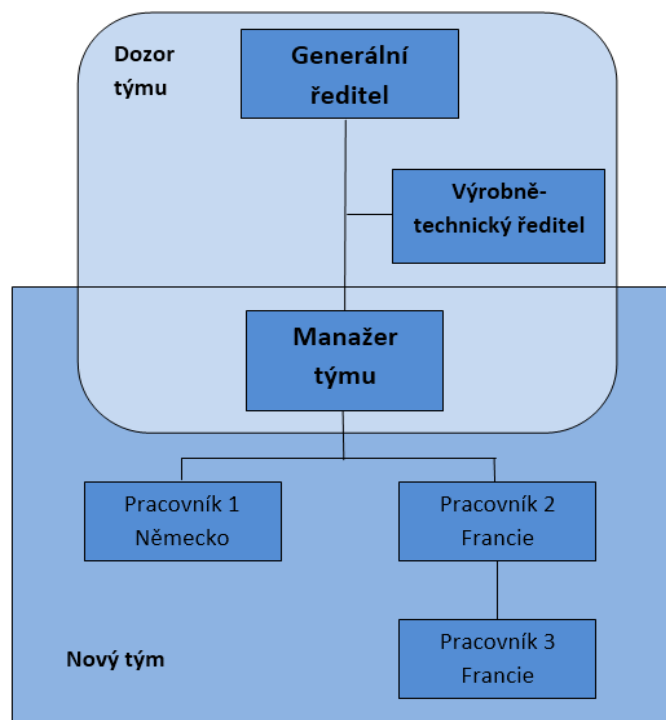 Dozor
týmu
Generální
ředitel
Výrobně-
technický ředitel
Manažer
týmu
Pracovník 1
Německo
Pracovník 2
Francie
Pracovník 3
Francie
Nový tým